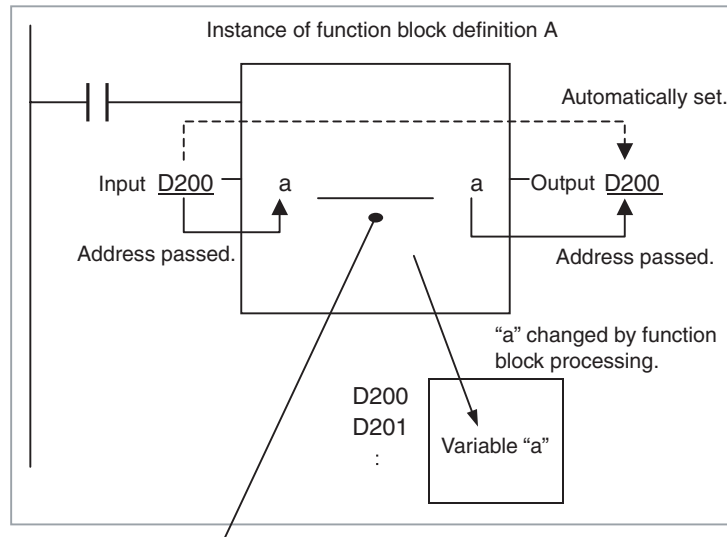 Instance of function block definition A
Automatically set.
Input D200
a
a
Output D200
Address passed.
Address passed.
“a” changed by function
block processing.
D200
D201
:
Variable “a”